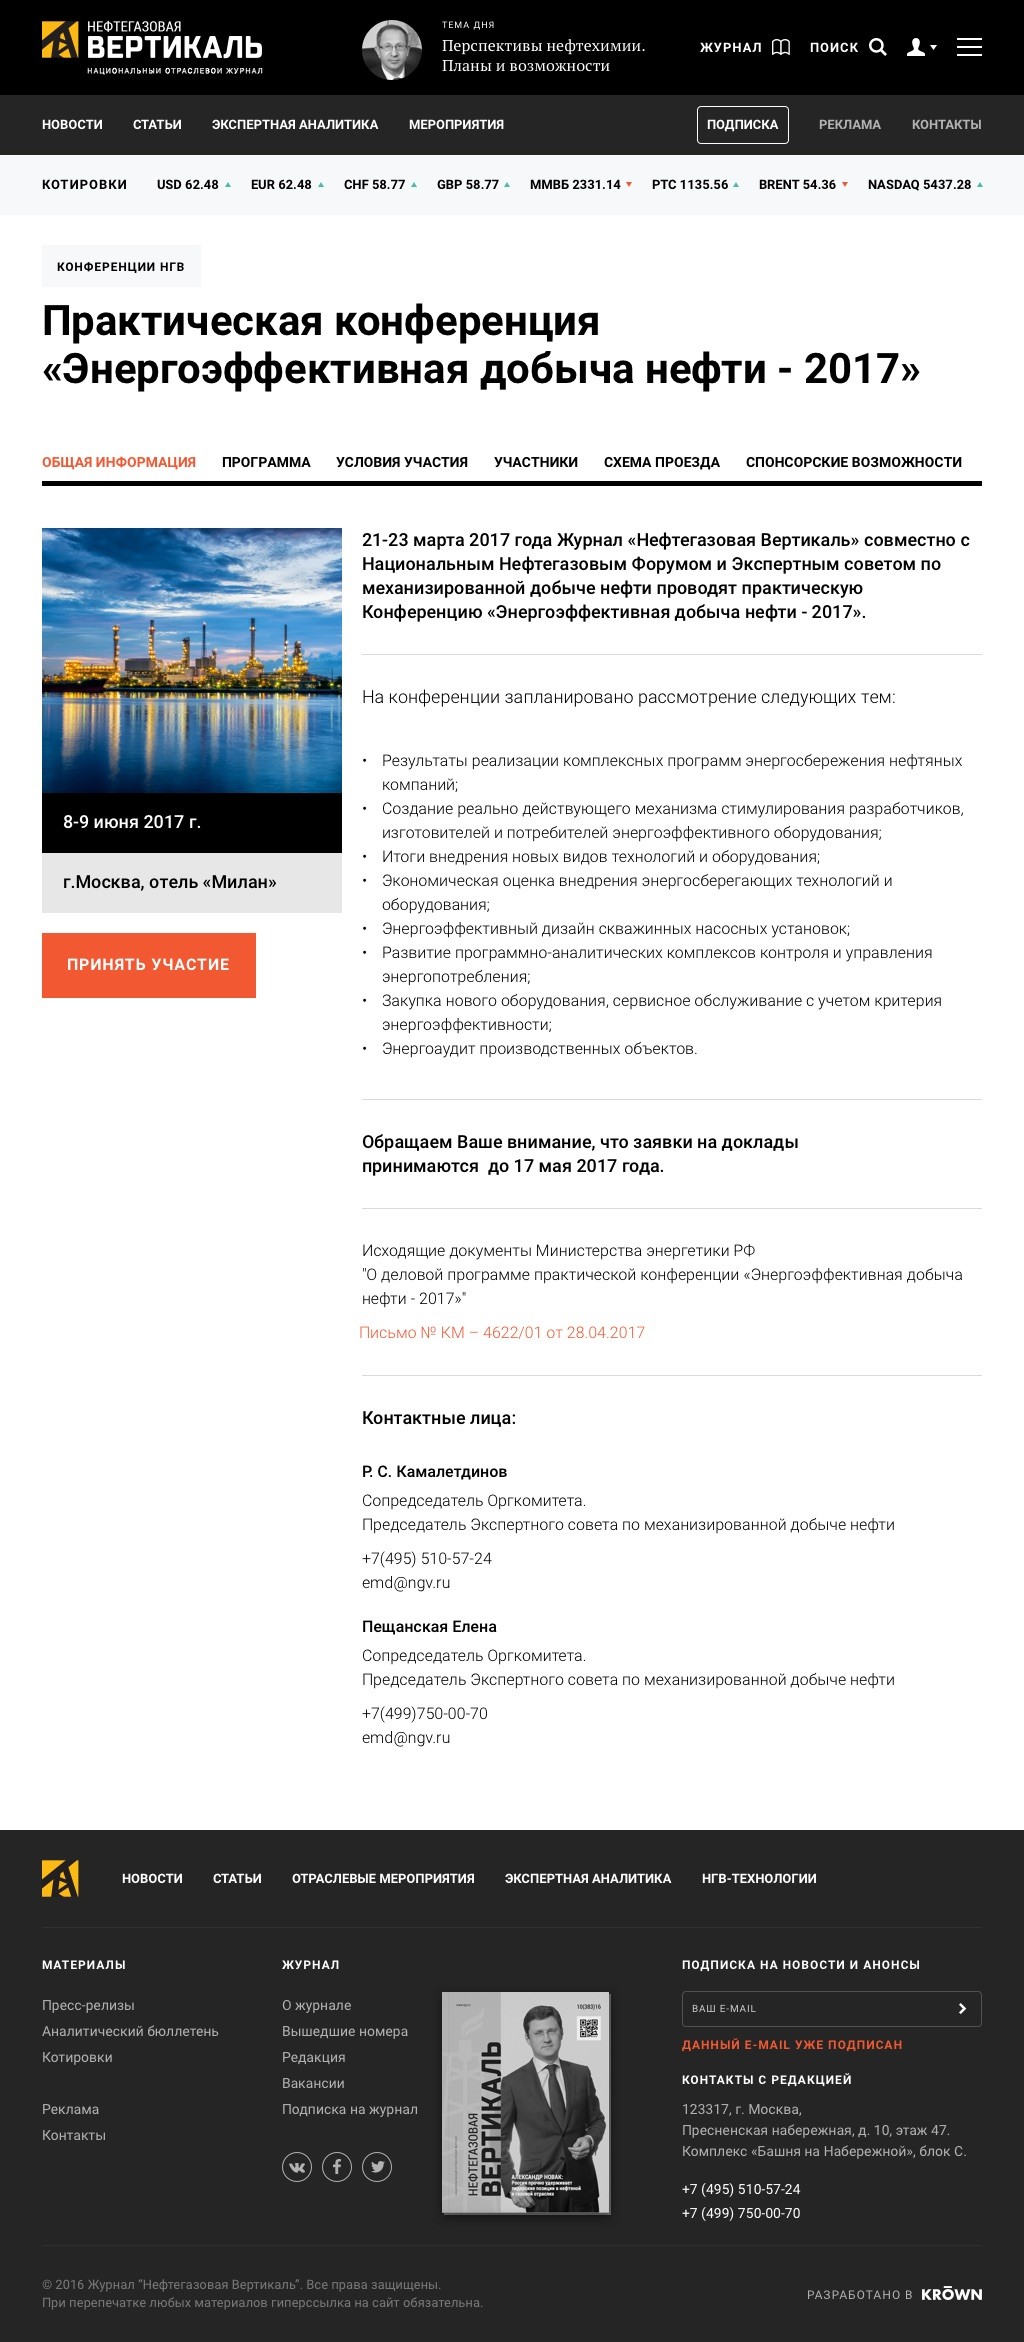 НЕФТЕГАЗОВАЯ
ВЕРТИКАЛЬ
НАЦИОНАЛЬНЫЙ ОТРАСЛЕВОЙ ЖУРНАЛ
ТЕМА ДНЯ
Перспективы нефтехимии.
Планы и возможности
ЖУРНАЛ ПОИСК
НОВОСТИ СТАТЬИ ЭКСПЕРТНАЯ АНАЛИТИКА МЕРОПРИЯТИЯ ПОДПИСКА РЕКЛАМА КОНТАКТЫ
КОТИРОВКИ USD 62.48 EUR 62.48 CHF 58.77 GBP 58.77 ММВБ 2331.14 РТС 1135.56 BRENT 54.36 NASDAQ 5437.28
КОНФЕРЕНЦИИ НГВ
Практическая конференция
«Энергоэффективная добыча нефти - 2017»
ОБЩАЯ ИНФОРМАЦИЯ ПРОГРАММА УСЛОВИЯ УЧАСТИЯ УЧАСТНИКИ СХЕМА ПРОЕЗДА СПОНСОРСКИЕ ВОЗМОЖНОСТИ
8-9 июня 2017 г.
г.Москва, отель «Милан»
ПРИНЯТЬ УЧАСТИЕ
21-23 марта 2017 года Журнал «Нефтегазовая Вертикаль» совместно с
Национальным Нефтегазовым Форумом и Экспертным советом по
механизированной добыче нефти проводят практическую
Конференцию «Энергоэффективная добыча нефти - 2017».
На конференции запланировано рассмотрение следующих тем:
• Результаты реализации комплексных программ энергосбережения нефтяных
компаний;
• Создание реально действующего механизма стимулирования разработчиков,
изготовителей и потребителей энергоэффективного оборудования;
• Итоги внедрения новых видов технологий и оборудования;
• Экономическая оценка внедрения энергосберегающих технологий и
оборудования;
• Энергоэффективный дизайн скважинных насосных установок;
• Развитие программно-аналитических комплексов контроля и управления
энергопотребления;
• Закупка нового оборудования, сервисное обслуживание с учетом критерия
энергоэффективности;
• Энергоаудит производственных объектов.
Обращаем Ваше внимание, что заявки на доклады
принимаются  до 17 мая 2017 года.
Исходящие документы Министерства энергетики РФ
"О деловой программе практической конференции «Энергоэффективная добыча
нефти - 2017»"
Письмо № КМ – 4622/01 от 28.04.2017
Контактные лица:
Р. С. Камалетдинов
Сопредседатель Оргкомитета.
Председатель Экспертного совета по механизированной добыче нефти
+7(495) 510-57-24
emd@ngv.ru
Пещанская Елена
Сопредседатель Оргкомитета.
Председатель Экспертного совета по механизированной добыче нефти
+7(499)750-00-70
emd@ngv.ru
НОВОСТИ СТАТЬИ ОТРАСЛЕВЫЕ МЕРОПРИЯТИЯ ЭКСПЕРТНАЯ АНАЛИТИКА НГВ-ТЕХНОЛОГИИ
МАТЕРИАЛЫ
Пресс-релизы
Аналитический бюллетень
Котировки
Реклама
Контакты
ЖУРНАЛ
О журнале
Вышедшие номера
Редакция
Вакансии
Подписка на журнал
10(383)16
НЕФТЕГАЗОВАЯ
ВЕРТИКАЛЬ
АЛЕКСАНДР НОВАК:
Россия прочно удерживает
лидерские позиции в нефтяной
и газовой отраслях
ПОДПИСКА НА НОВОСТИ И АНОНСЫ
ВАШ E-MAIL
ДАННЫЙ E-MAIL УЖЕ ПОДПИСАН
КОНТАКТЫ С РЕДАКЦИЕЙ
123317, г. Москва,
Пресненская набережная, д. 10, этаж 47.
Комплекс «Башня на Набережной», блок С.
+7 (495) 510-57-24
+7 (499) 750-00-70
© 2016 Журнал “Нефтегазовая Вертикаль”. Все права защищены.
При перепечатке любых материалов гиперссылка на сайт обязательна.
РАЗРАБОТАНО В KRŌWN